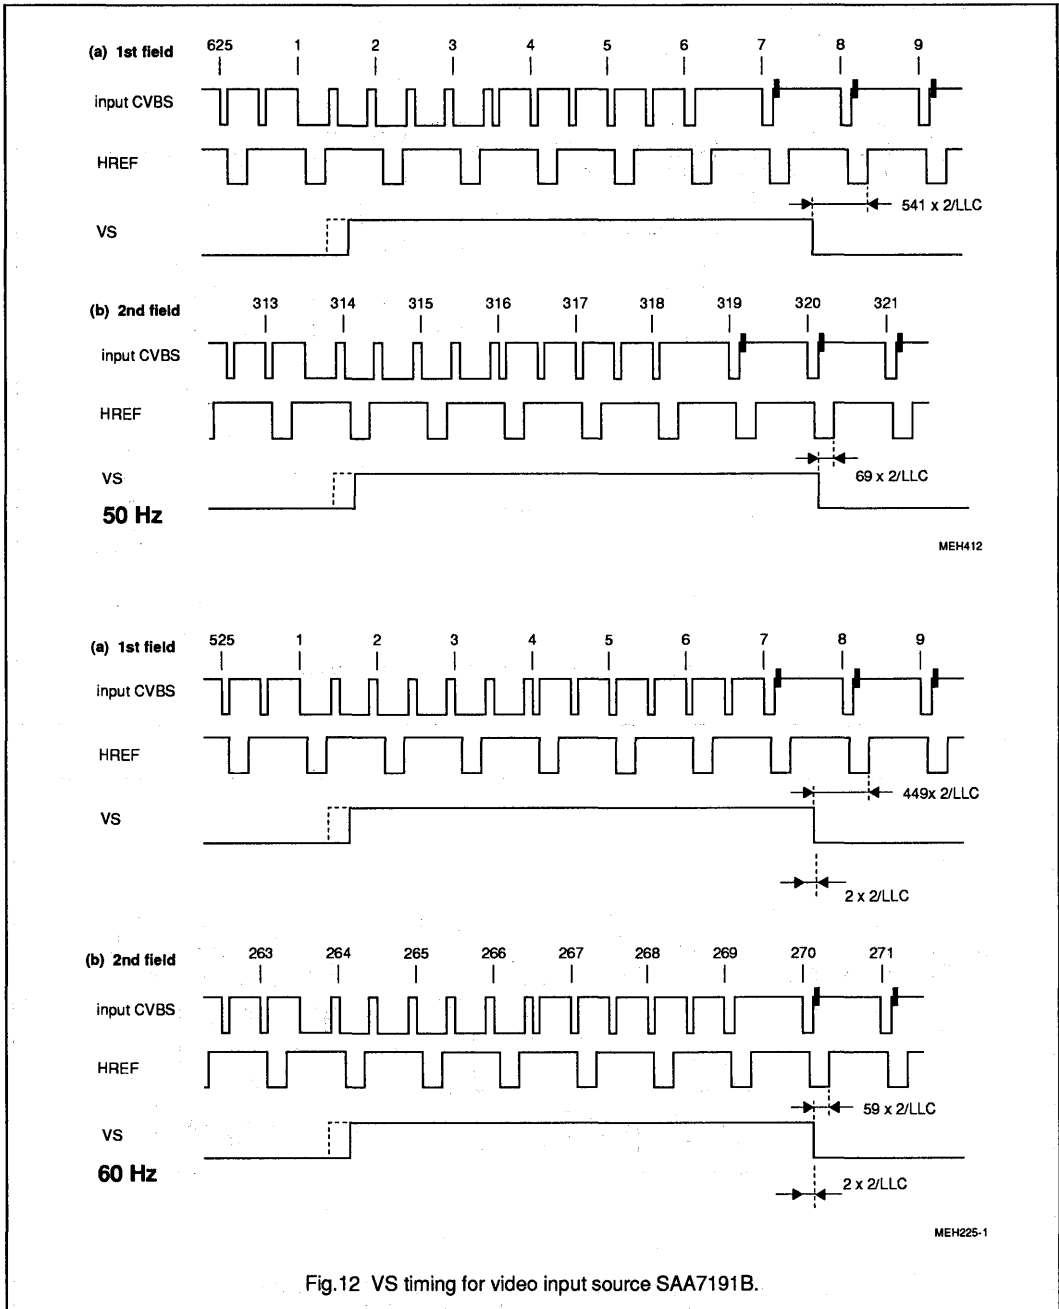 (a) 1st field 625 1 2 3 4 5 6 7 8 9
input CVBS
HREF
541 x 2/LLC
VS
(b) 2nd field 313 314 315 316 317 318 319 320 321
input CVBS
HREF
69 x 2/LLC
VS
50 Hz
MEH412
(a) 1st field 525 1 2 3 4 5 6 7 8 9
input CVBS
HREF
449x 2/LLC
VS
2 x 2/LLC
(b) 2nd field 263 264 265 266 267 268 269 270 271
input CVBS
HREF
59 x 2/LLC
VS
60 Hz
2 x 2/LLC
MEH225-1
Fig.12 VS timing for video input source SAA7191B.